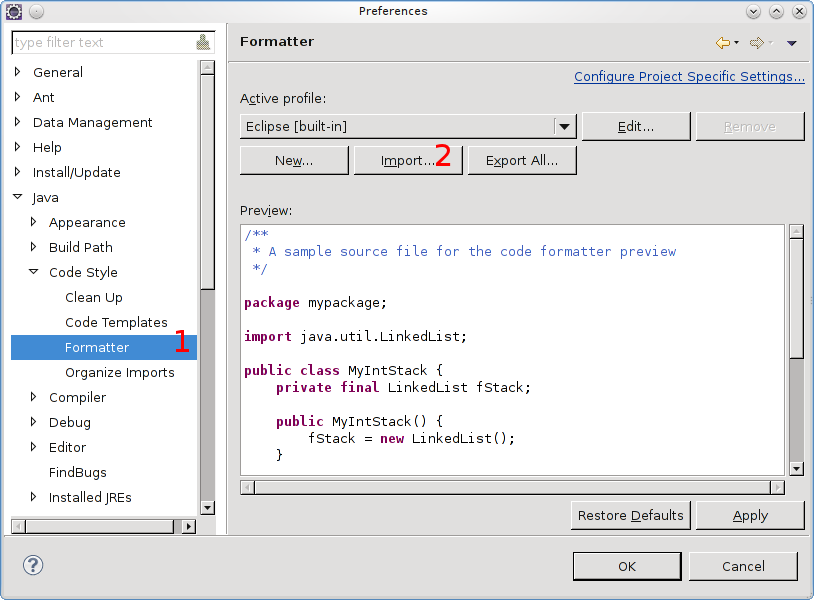 Preferences
type filter text
General
Ant
Data Management
Help
Install/Update
Java
Appearance
Build Path
Code Style
Clean Up
Code Templates
Formatter 1
Organize Imports
Compiler
Debug
Editor
FindBugs
Installed JREs
Formatter
Configure Project Specific Settings...
Active profile:
Eclipse [built-in]
Edit...
Remove
New...
Import... 2
Export All...
Preview:
/**
 * A sample source file for the code formatter preview
 */
package mypackage;
import java.util.LinkedList;
public class MyIntStack {
    private final LinkedList fStack;
    public MyIntStack() {
        fStack = new LinkedList();
    }
Restore Defaults
Apply
?
OK
Cancel